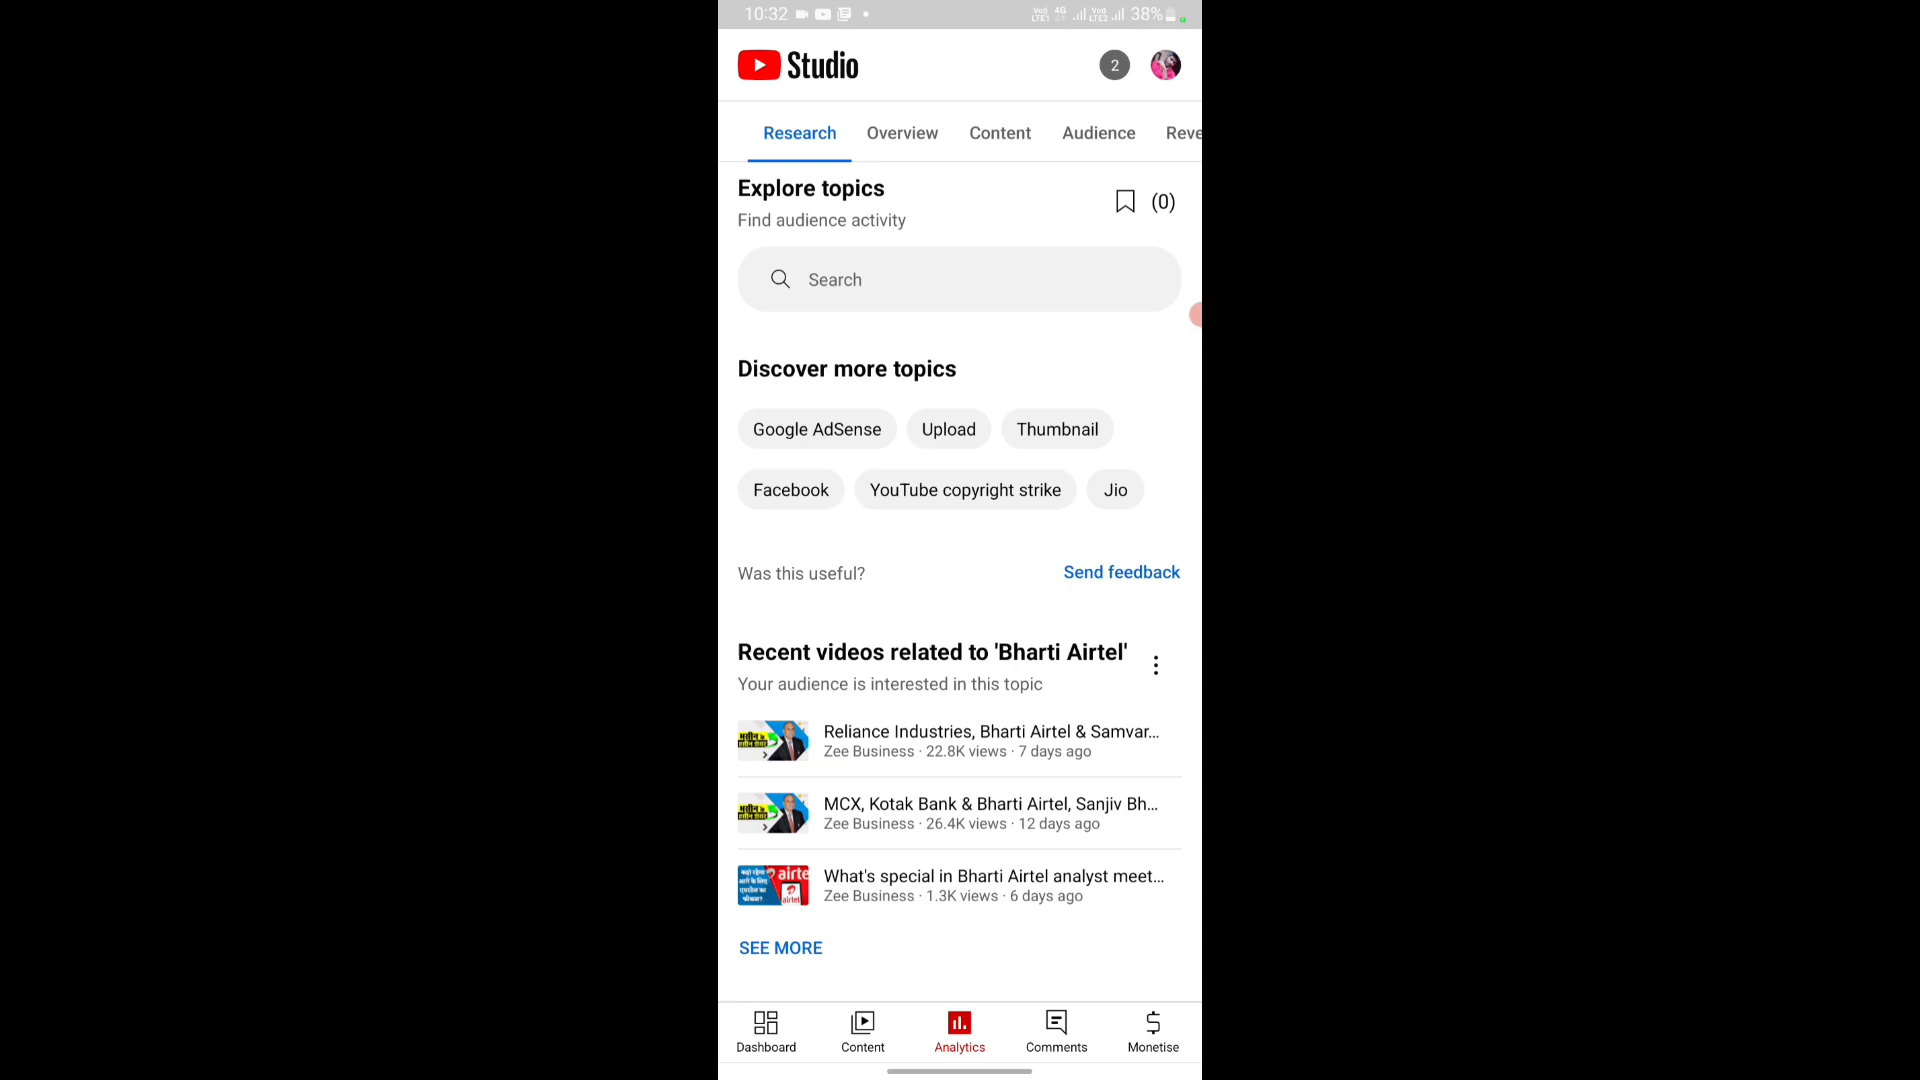 10:32
VoLTE1 4G VoLTE2 38%
Studio
2
Research Overview Content Audience Reve
Explore topics
(0)
Find audience activity
Search
Discover more topics
Google AdSense Upload Thumbnail
Facebook YouTube copyright strike Jio
Was this useful? Send feedback
Recent videos related to 'Bharti Airtel'
Your audience is interested in this topic
Reliance Industries, Bharti Airtel & Samvar...
Zee Business · 22.8K views · 7 days ago
MCX, Kotak Bank & Bharti Airtel, Sanjiv Bh...
Zee Business · 26.4K views · 12 days ago
airte
airtel
What's special in Bharti Airtel analyst meet...
Zee Business · 1.3K views · 6 days ago
SEE MORE
Dashboard Content Analytics Comments Monetise